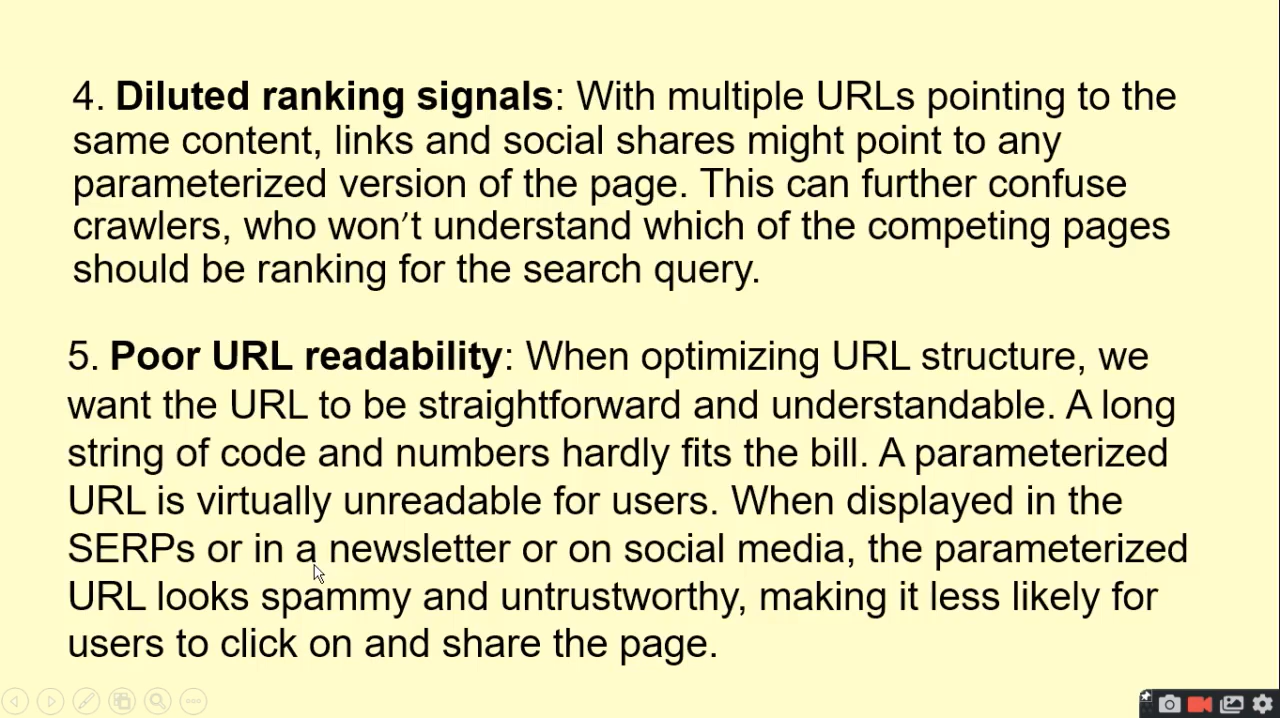 4. Diluted ranking signals: With multiple URLs pointing to the
same content, links and social shares might point to any
parameterized version of the page. This can further confuse
crawlers, who won’t understand which of the competing pages
should be ranking for the search query.
5. Poor URL readability: When optimizing URL structure, we
want the URL to be straightforward and understandable. A long
string of code and numbers hardly fits the bill. A parameterized
URL is virtually unreadable for users. When displayed in the
SERPs or in a newsletter or on social media, the parameterized
URL looks spammy and untrustworthy, making it less likely for
users to click on and share the page.